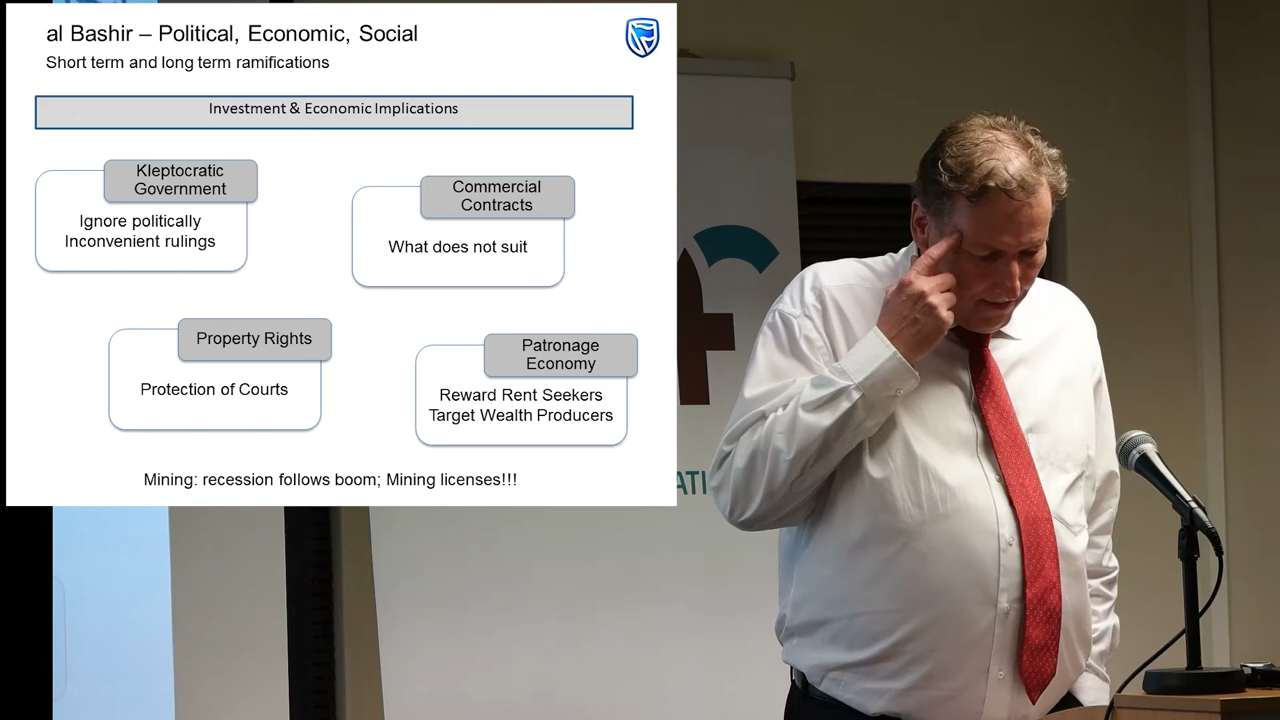 al Bashir – Political, Economic, Social
Short term and long term ramifications
Investment & Economic Implications
Kleptocratic
Government
Ignore politically
Inconvenient rulings
Commercial
Contracts
What does not suit
Property Rights
Protection of Courts
Patronage
Economy
Reward Rent Seekers
Target Wealth Producers
Mining: recession follows boom; Mining licenses!!!